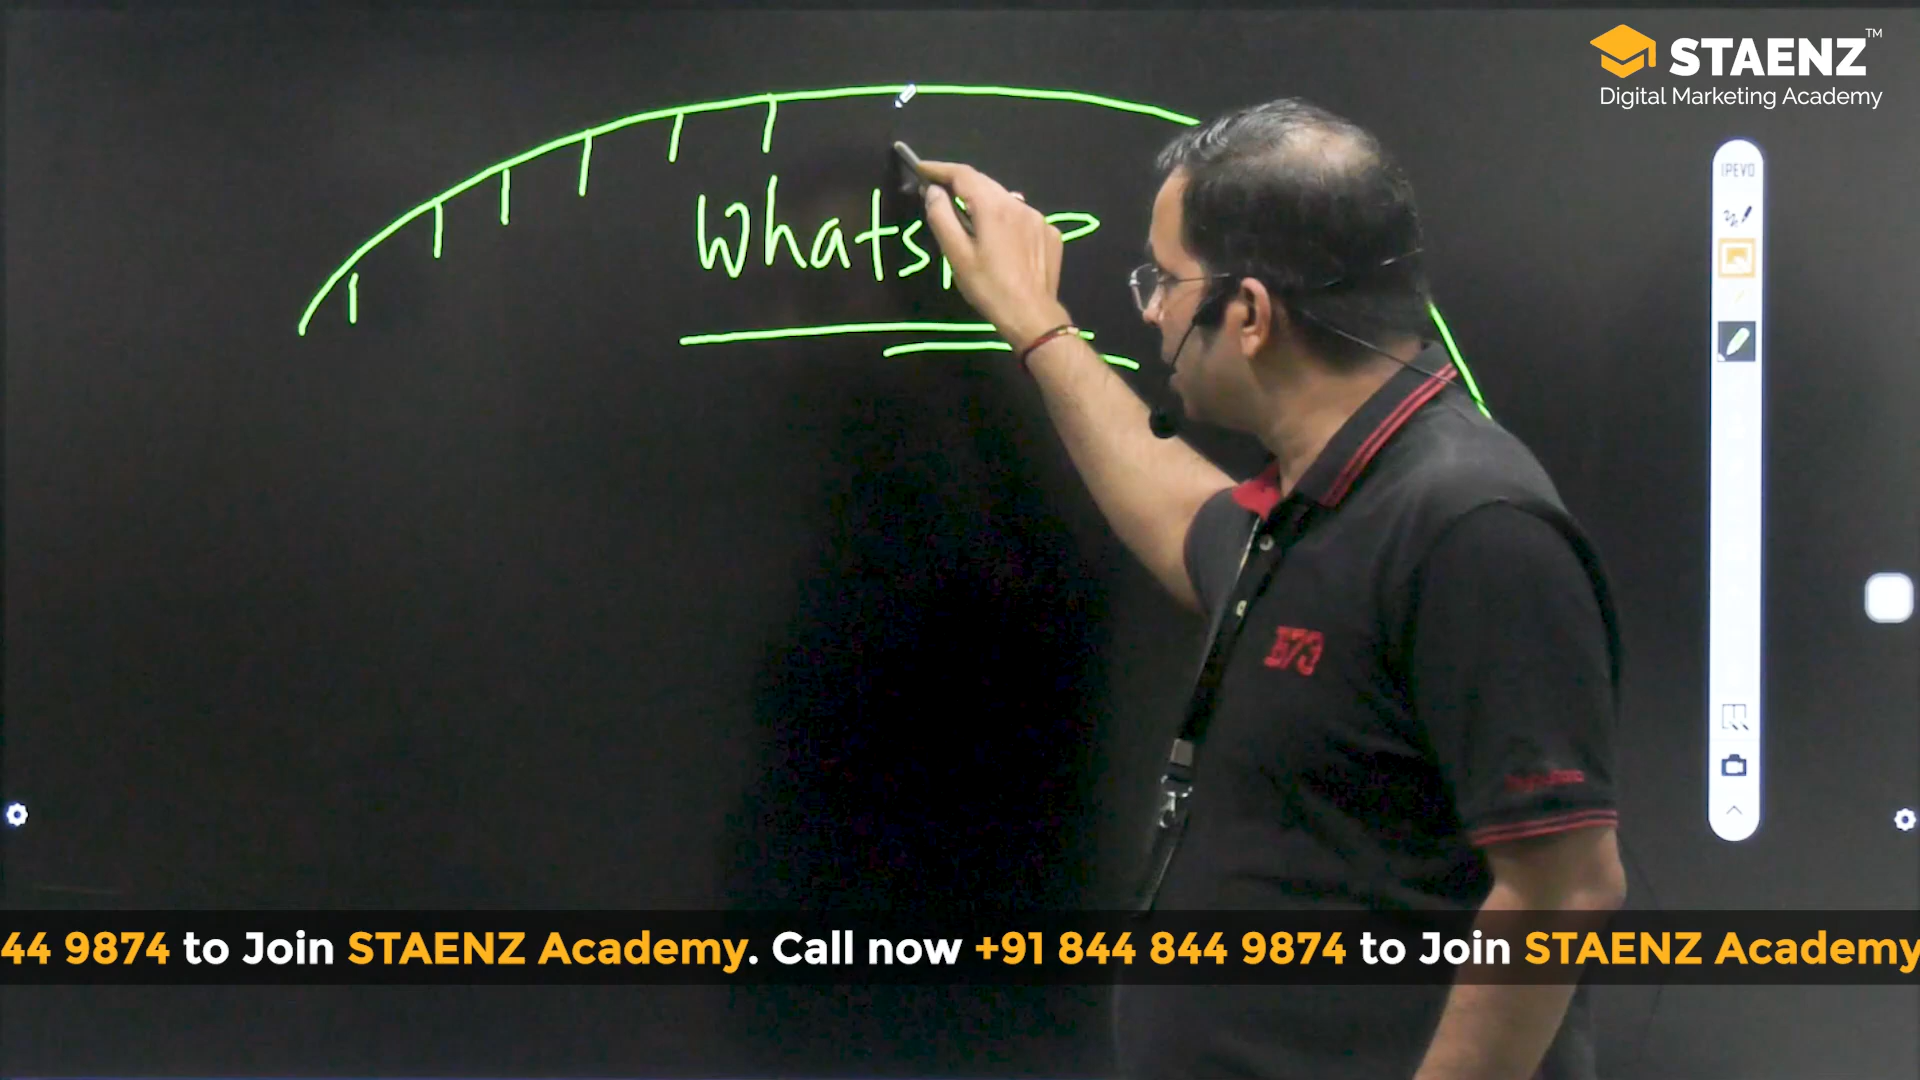 STAENZ™
Digital Marketing Academy
IPEVO
Whats
B73
44 9874 to Join STAENZ Academy. Call now +91 844 844 9874 to Join STAENZ Academy